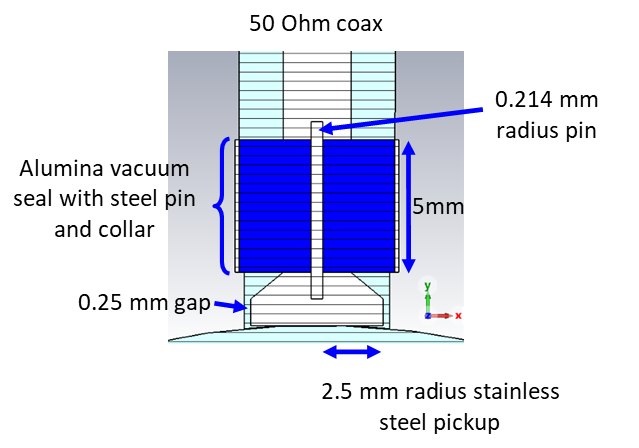 50 Ohm coax
0.214 mm
radius pin
Alumina vacuum
seal with steel pin
and collar
5mm
0.25 mm gap
y
z
x
2.5 mm radius stainless
steel pickup